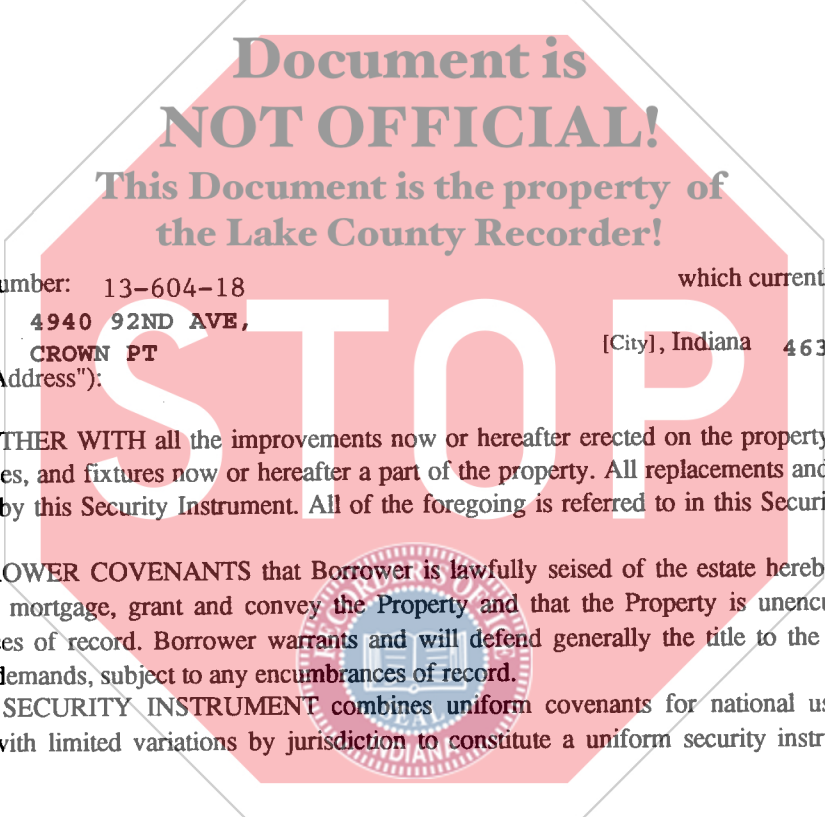 Document is
NOT OFFICIAL!
This Document is the property of
the Lake County Recorder!
umber: 13-604-18 which current
4940 92ND AVE,
CROWN PT [City], Indiana 463
Address"):
STOP
THER WITH all the improvements now or hereafter erected on the property
es, and fixtures now or hereafter a part of the property. All replacements and
by this Security Instrument. All of the foregoing is referred to in this Securi
OWER COVENANTS that Borrower is lawfully seised of the estate hereb
mortgage, grant and convey the Property and that the Property is unencu
es of record. Borrower warrants and will defend generally the title to the
demands, subject to any encumbrances of record.
SECURITY INSTRUMENT combines uniform covenants for national us
with limited variations by jurisdiction to constitute a uniform security instr
RECORDER'S OFFICE
SEAL
INDIANA